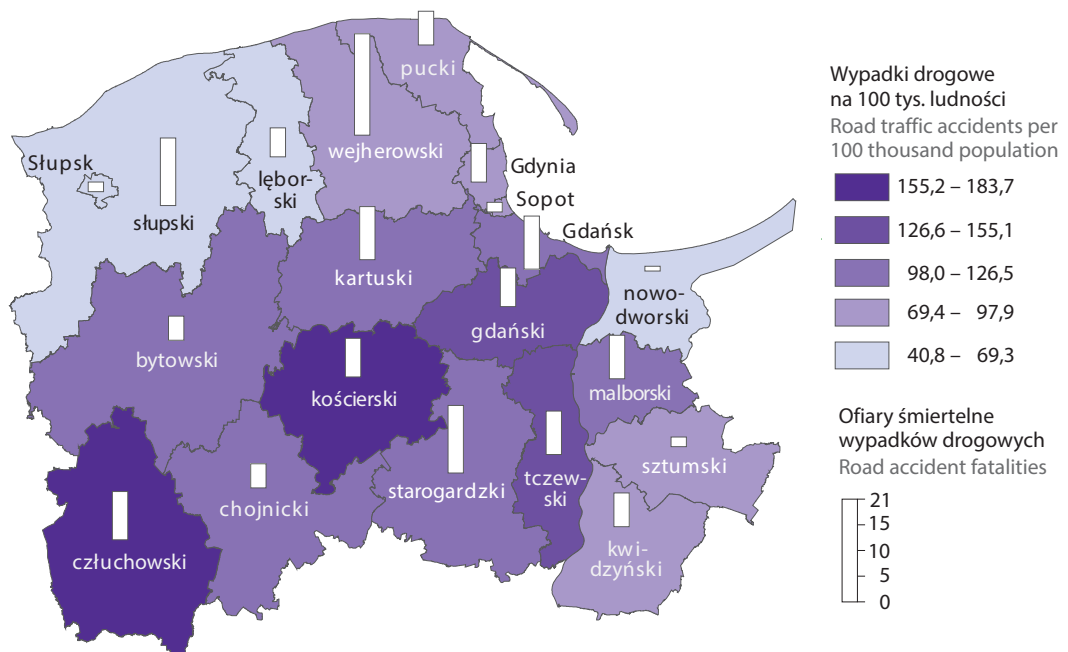 pucki
wejherowski
Słupsk
słupski
lębor-
ski
Gdynia
Sopot
Gdańsk
kartuski
nowo-
dworski
gdański
bytowski
kościerski
malborski
sztumski
tczew-
ski
starogardzki
chojnicki
człuchowski
kwi-
dzyński
Wypadki drogowe
na 100 tys. ludności
Road traffic accidents per
100 thousand population
155,2 – 183,7
126,6 – 155,1
98,0 – 126,5
69,4 – 97,9
40,8 – 69,3
Ofiary śmiertelne
wypadków drogowych
Road accident fatalities
21
15
10
5
0